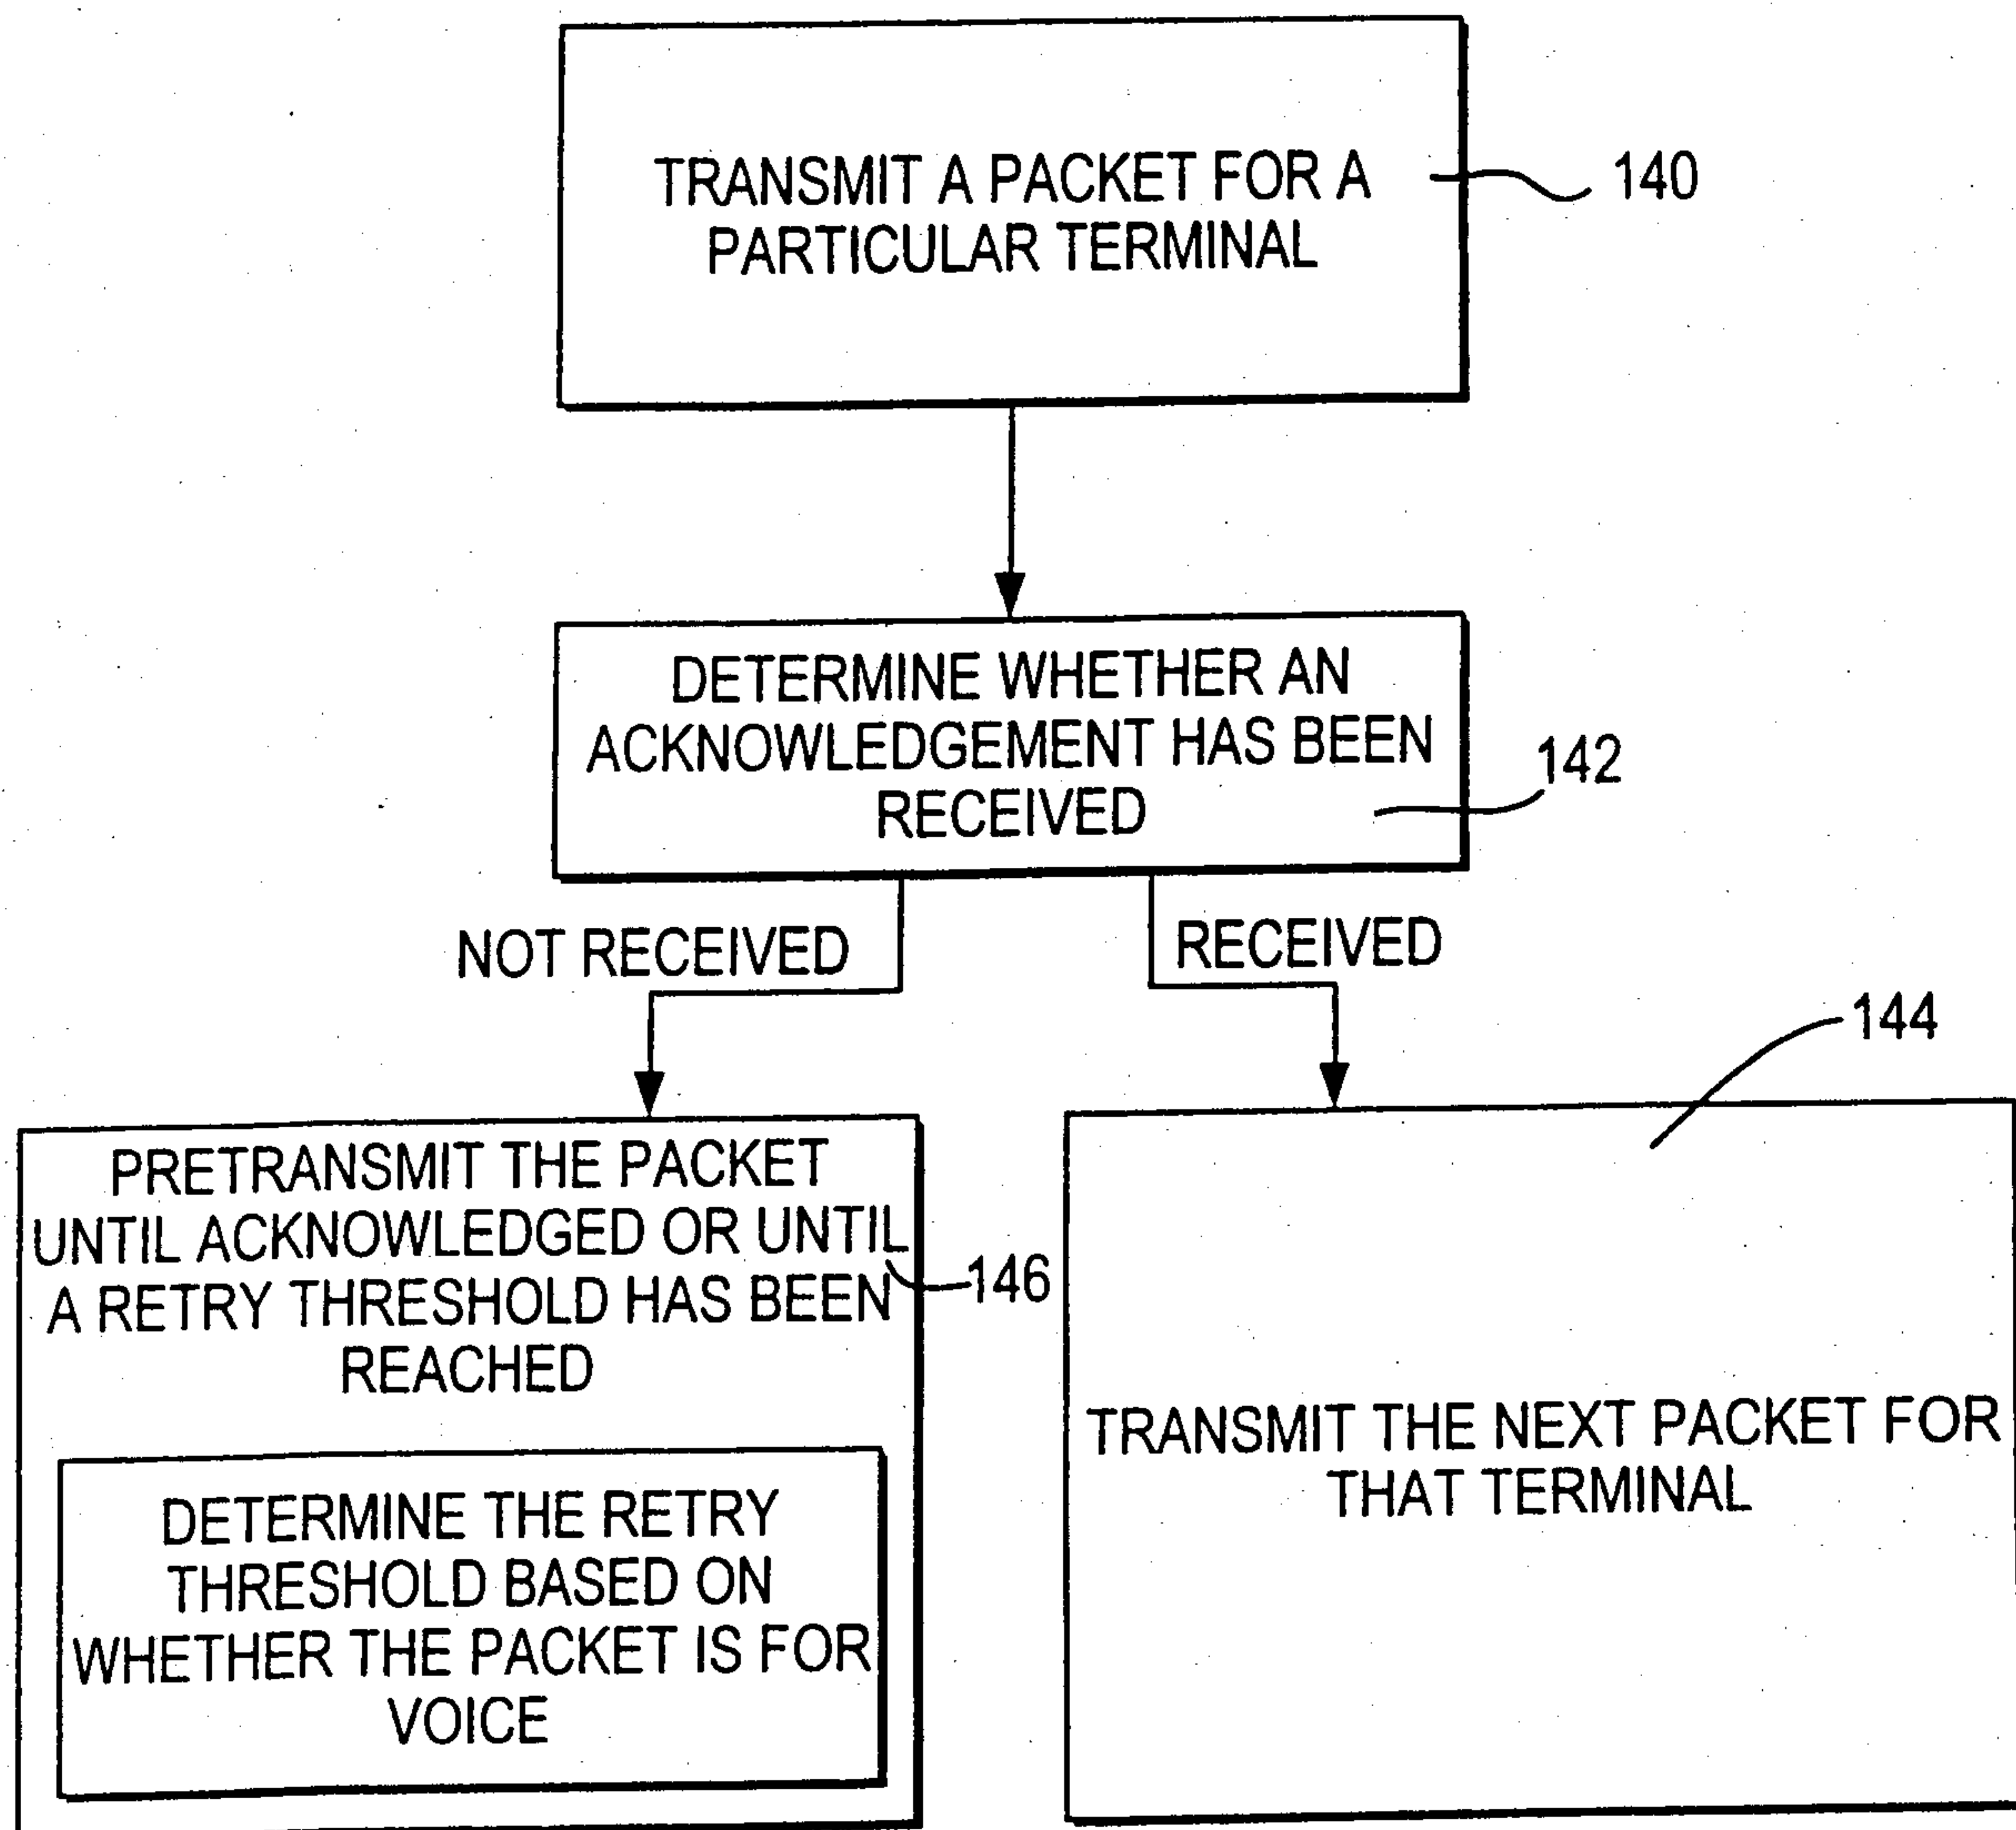 TRANSMIT A PACKET FOR A
PARTICULAR TERMINAL
140
DETERMINE WHETHER AN
ACKNOWLEDGEMENT HAS BEEN
RECEIVED
142
NOT RECEIVED
RECEIVED
144
PRETRANSMIT THE PACKET
UNTIL ACKNOWLEDGED OR UNTIL
A RETRY THRESHOLD HAS BEEN
REACHED
146
DETERMINE THE RETRY
THRESHOLD BASED ON
WHETHER THE PACKET IS FOR
VOICE
TRANSMIT THE NEXT PACKET FOR
THAT TERMINAL